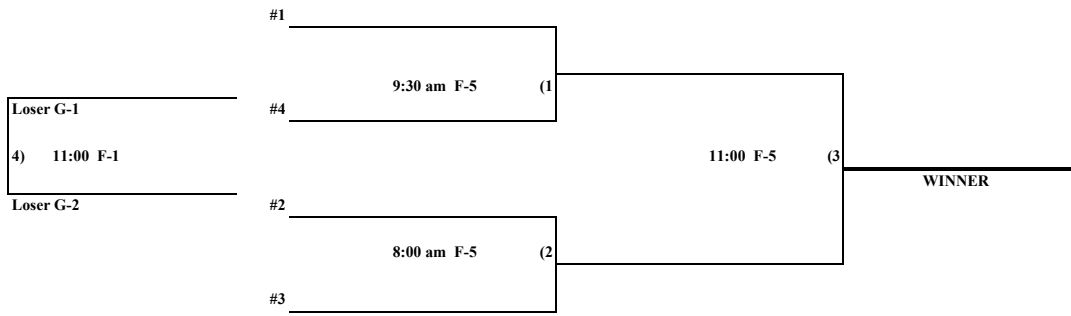 #1
9:30 am F-5 (1
Loser G-1
#4
4) 11:00 F-1
11:00 F-5 (3
WINNER
Loser G-2
#2
8:00 am F-5 (2
#3